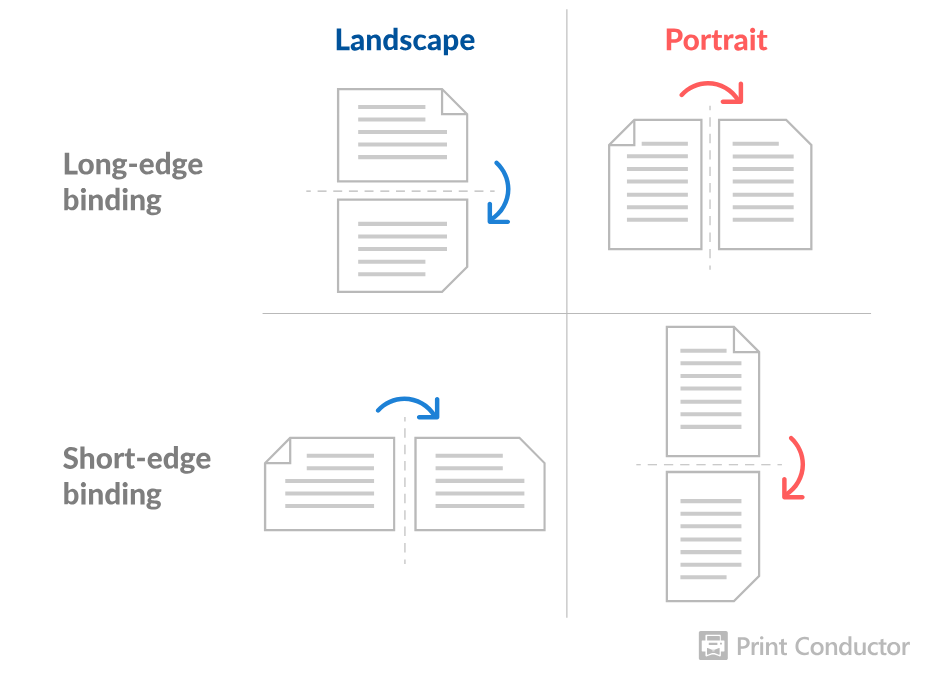 Landscape
Portrait
Long-edge
binding
Short-edge
binding
Print Conductor